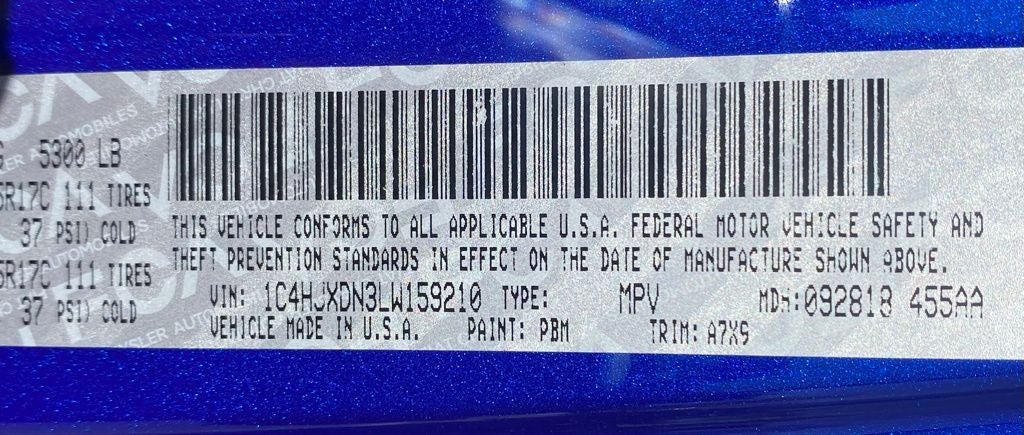 5300 LB
5R17C 111 TIRES
37 PSI) COLD
5R17C 111 TIRES
37 PSI) COLD
THIS VEHICLE CONFORMS TO ALL APPLICABLE U.S.A. FEDERAL MOTOR VEHICLE SAFETY AND
THEFT PREVENTION STANDARDS IN EFFECT ON THE DATE OF MANUFACTURE SHOWN ABOVE.
VIN: 1C4HJXDN3LW159210 TYPE: MPV MDH:092818 455AA
VEHICLE MADE IN U.S.A. PAINT: PBM TRIM: A7X9